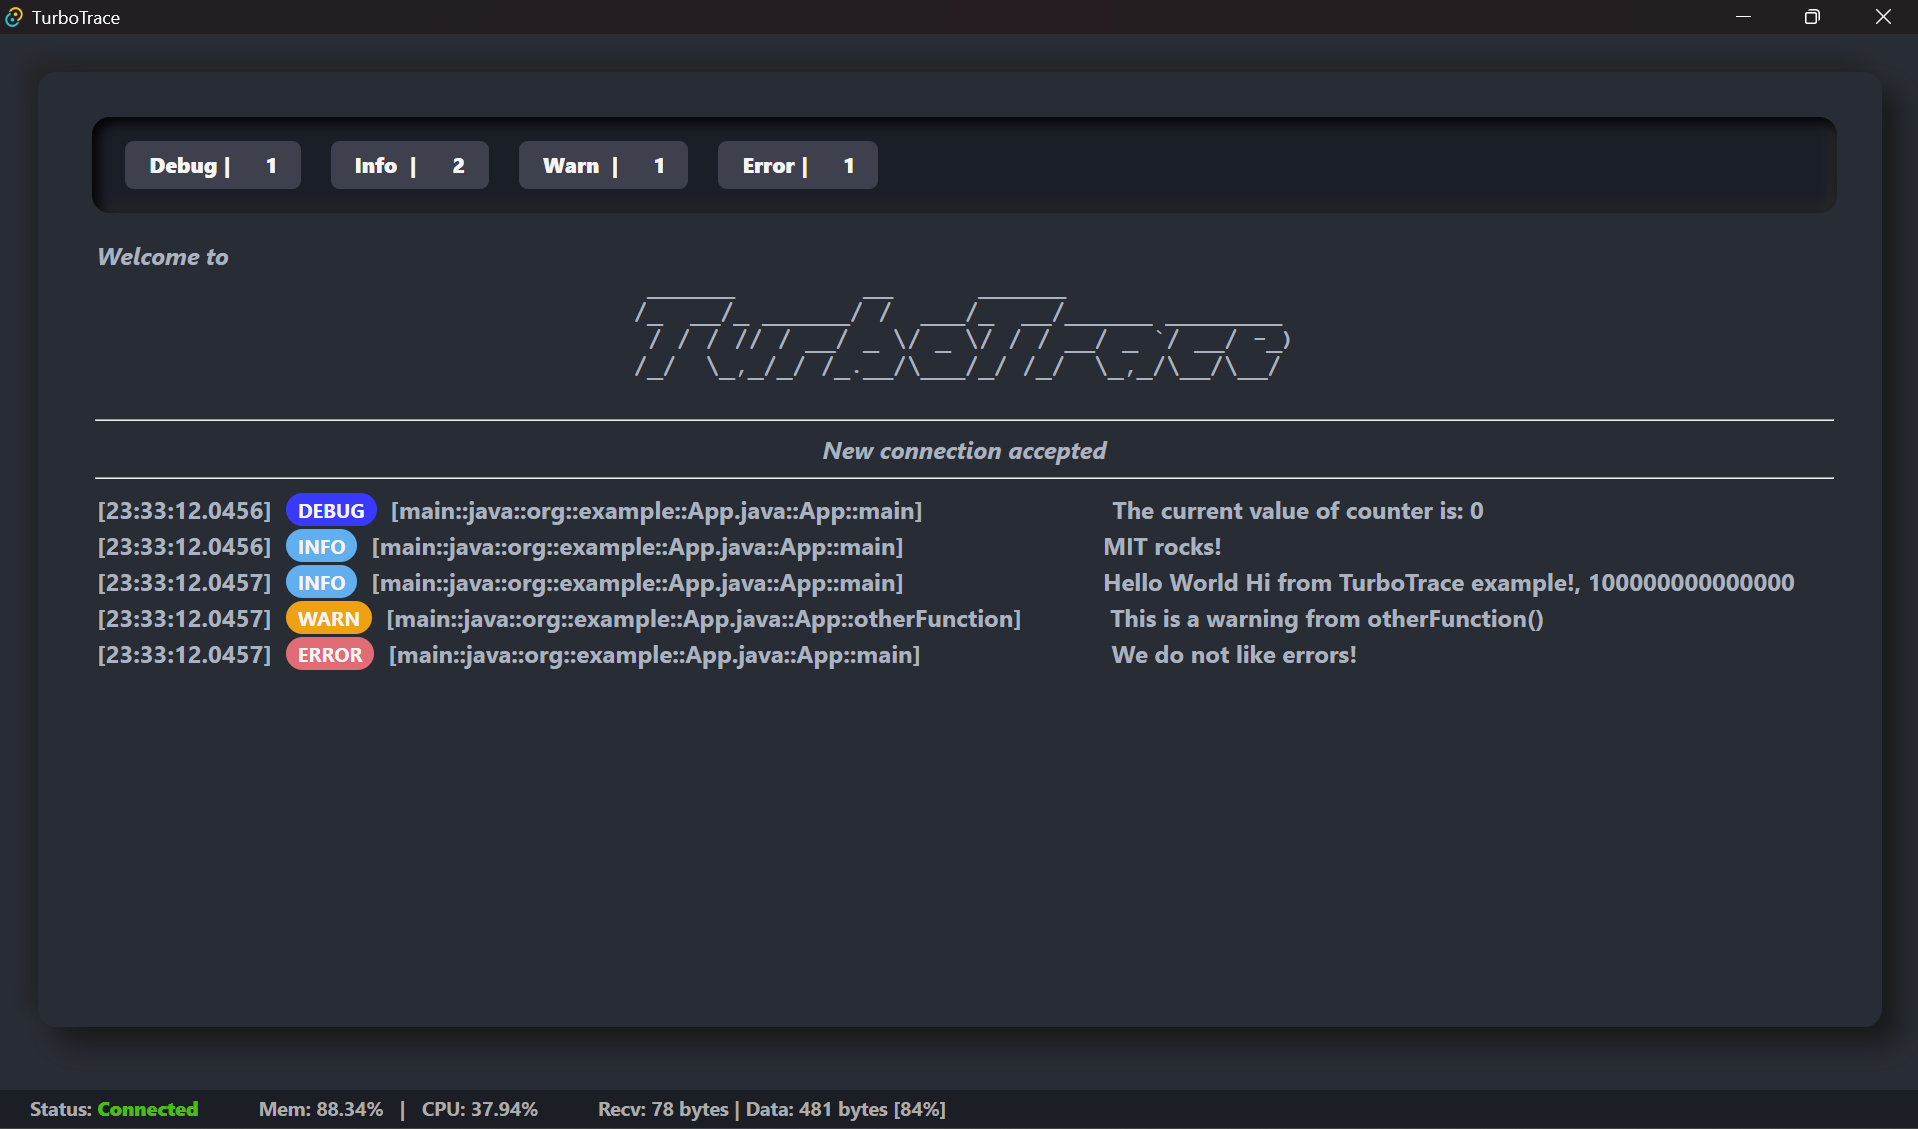 TurboTrace
Debug | 1 Info | 2 Warn | 1 Error | 1
Welcome to
TurboTrace
New connection accepted
[23:33:12.0456] DEBUG [main::java::org::example::App.java::App::main] The current value of counter is: 0
[23:33:12.0456] INFO [main::java::org::example::App.java::App::main] MIT rocks!
[23:33:12.0457] INFO [main::java::org::example::App.java::App::main] Hello World Hi from TurboTrace example!, 100000000000000
[23:33:12.0457] WARN [main::java::org::example::App.java::App::otherFunction] This is a warning from otherFunction()
[23:33:12.0457] ERROR [main::java::org::example::App.java::App::main] We do not like errors!
Status: Connected Mem: 88.34% | CPU: 37.94% Recv: 78 bytes | Data: 481 bytes [84%]